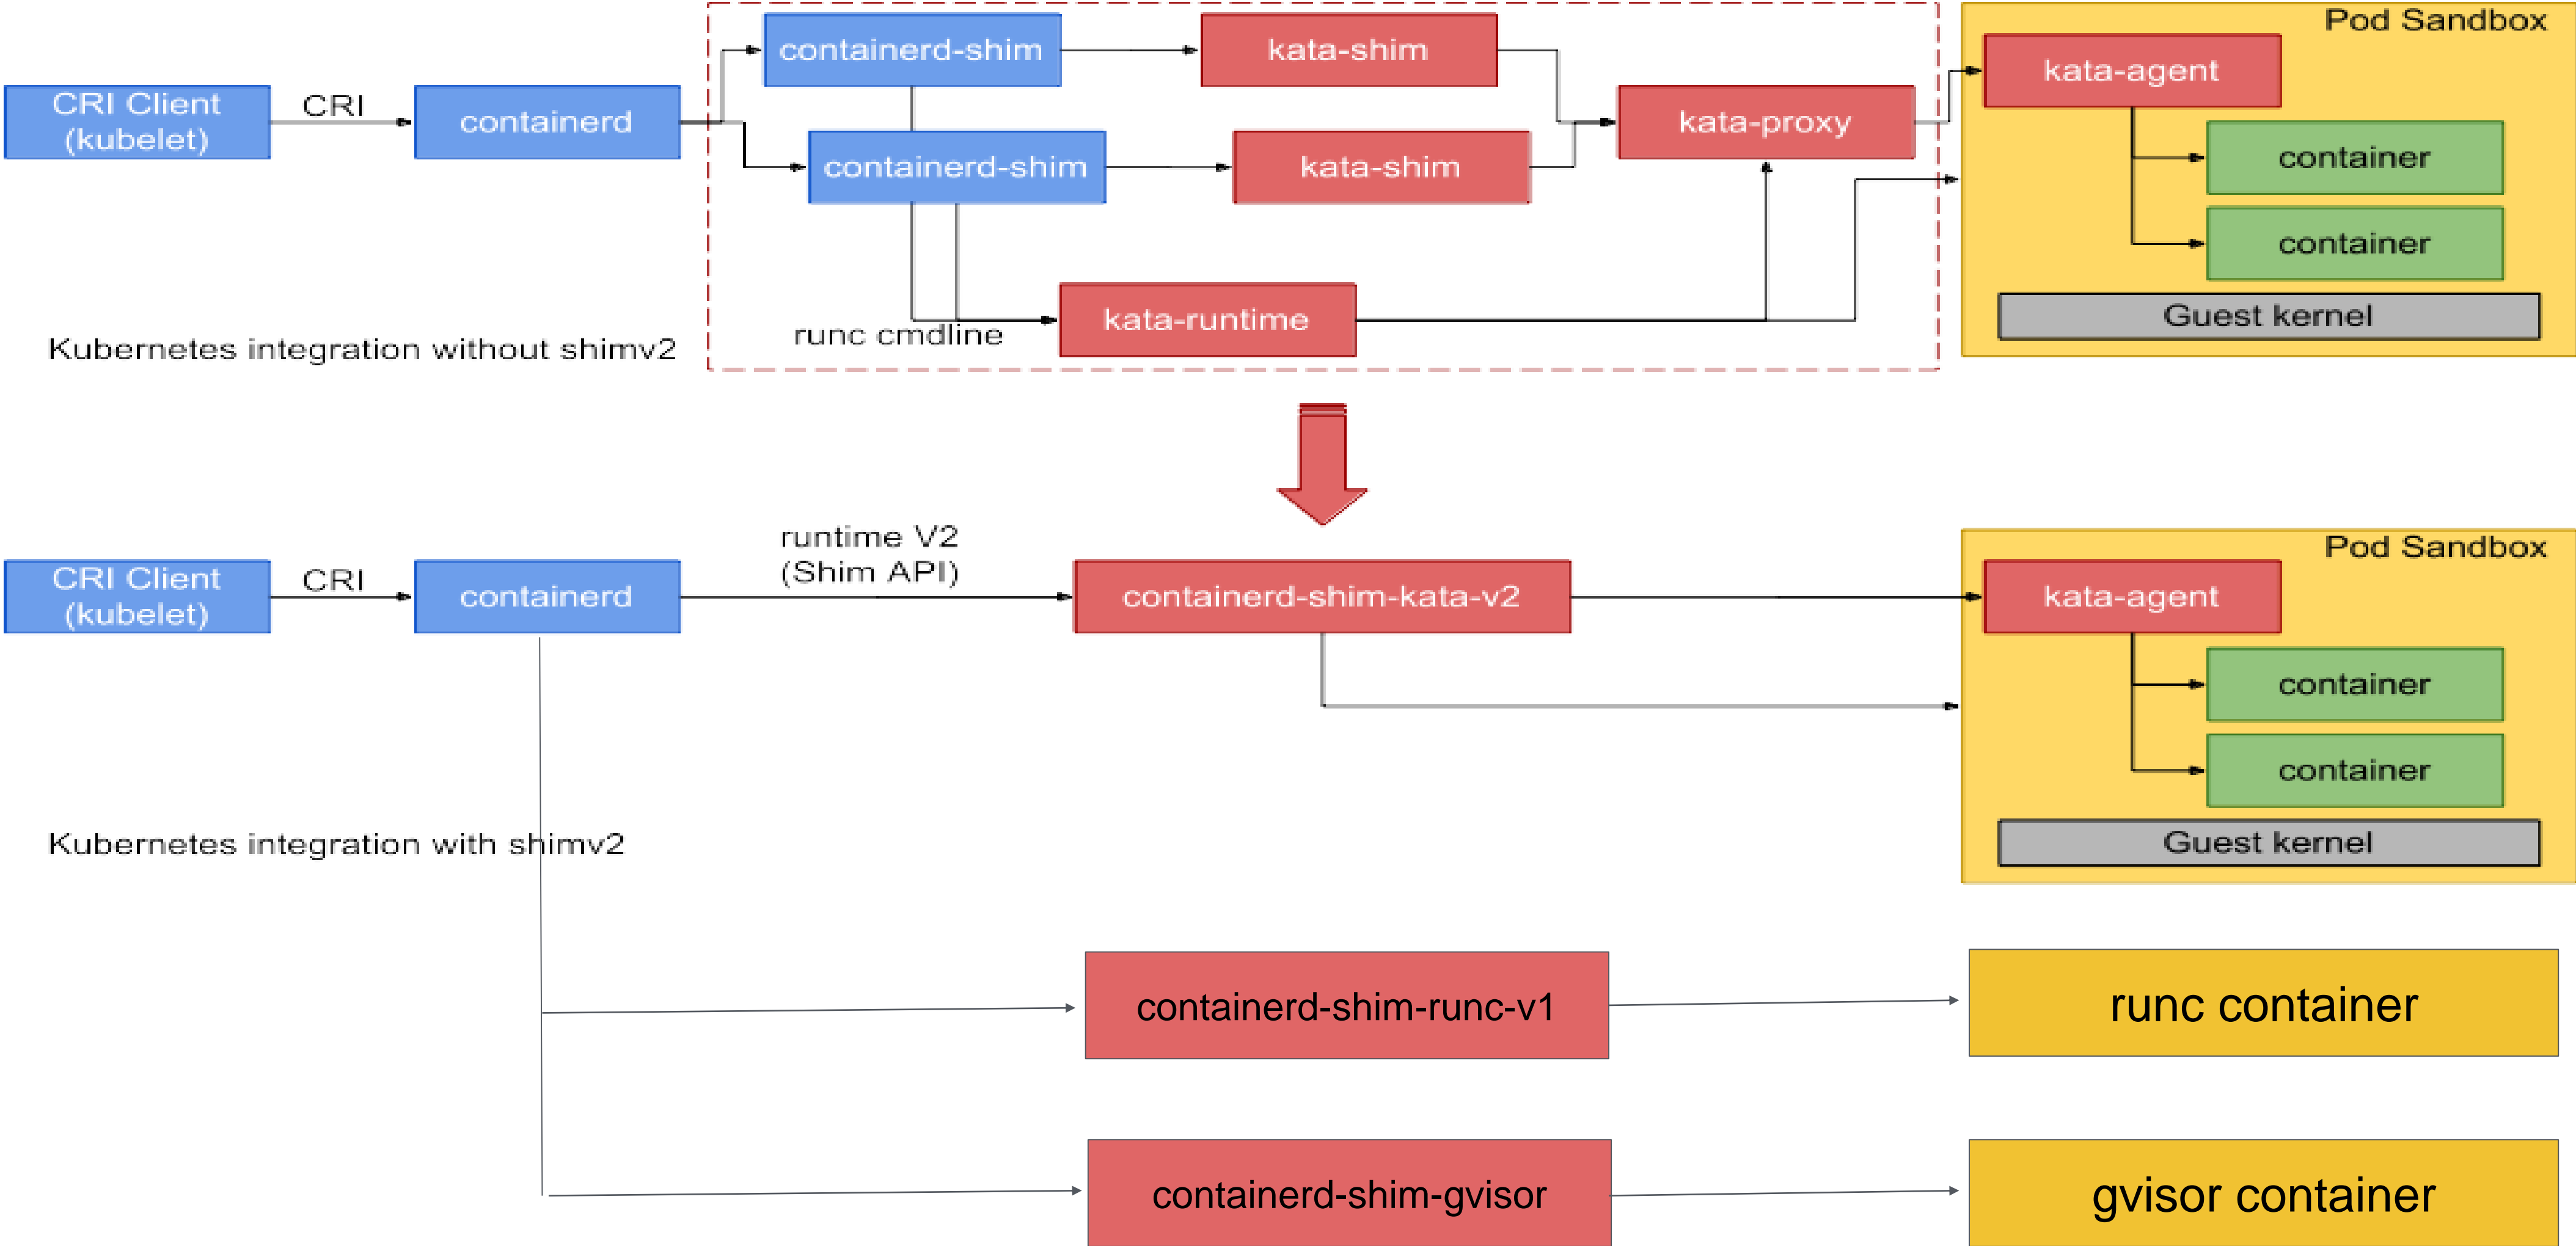 Pod Sandbox
containerd-shim
kata-shim
kata-agent
CRI Client
(kubelet)
CRI
containerd
kata-proxy
containerd-shim
kata-shim
container
container
kata-runtime
runc cmdline
Guest kernel
Kubernetes integration without shimv2
runtime V2
(Shim API)
Pod Sandbox
CRI Client
(kubelet)
CRI
containerd
containerd-shim-kata-v2
kata-agent
container
container
Kubernetes integration with shimv2
Guest kernel
containerd-shim-runc-v1
runc container
containerd-shim-gvisor
gvisor container